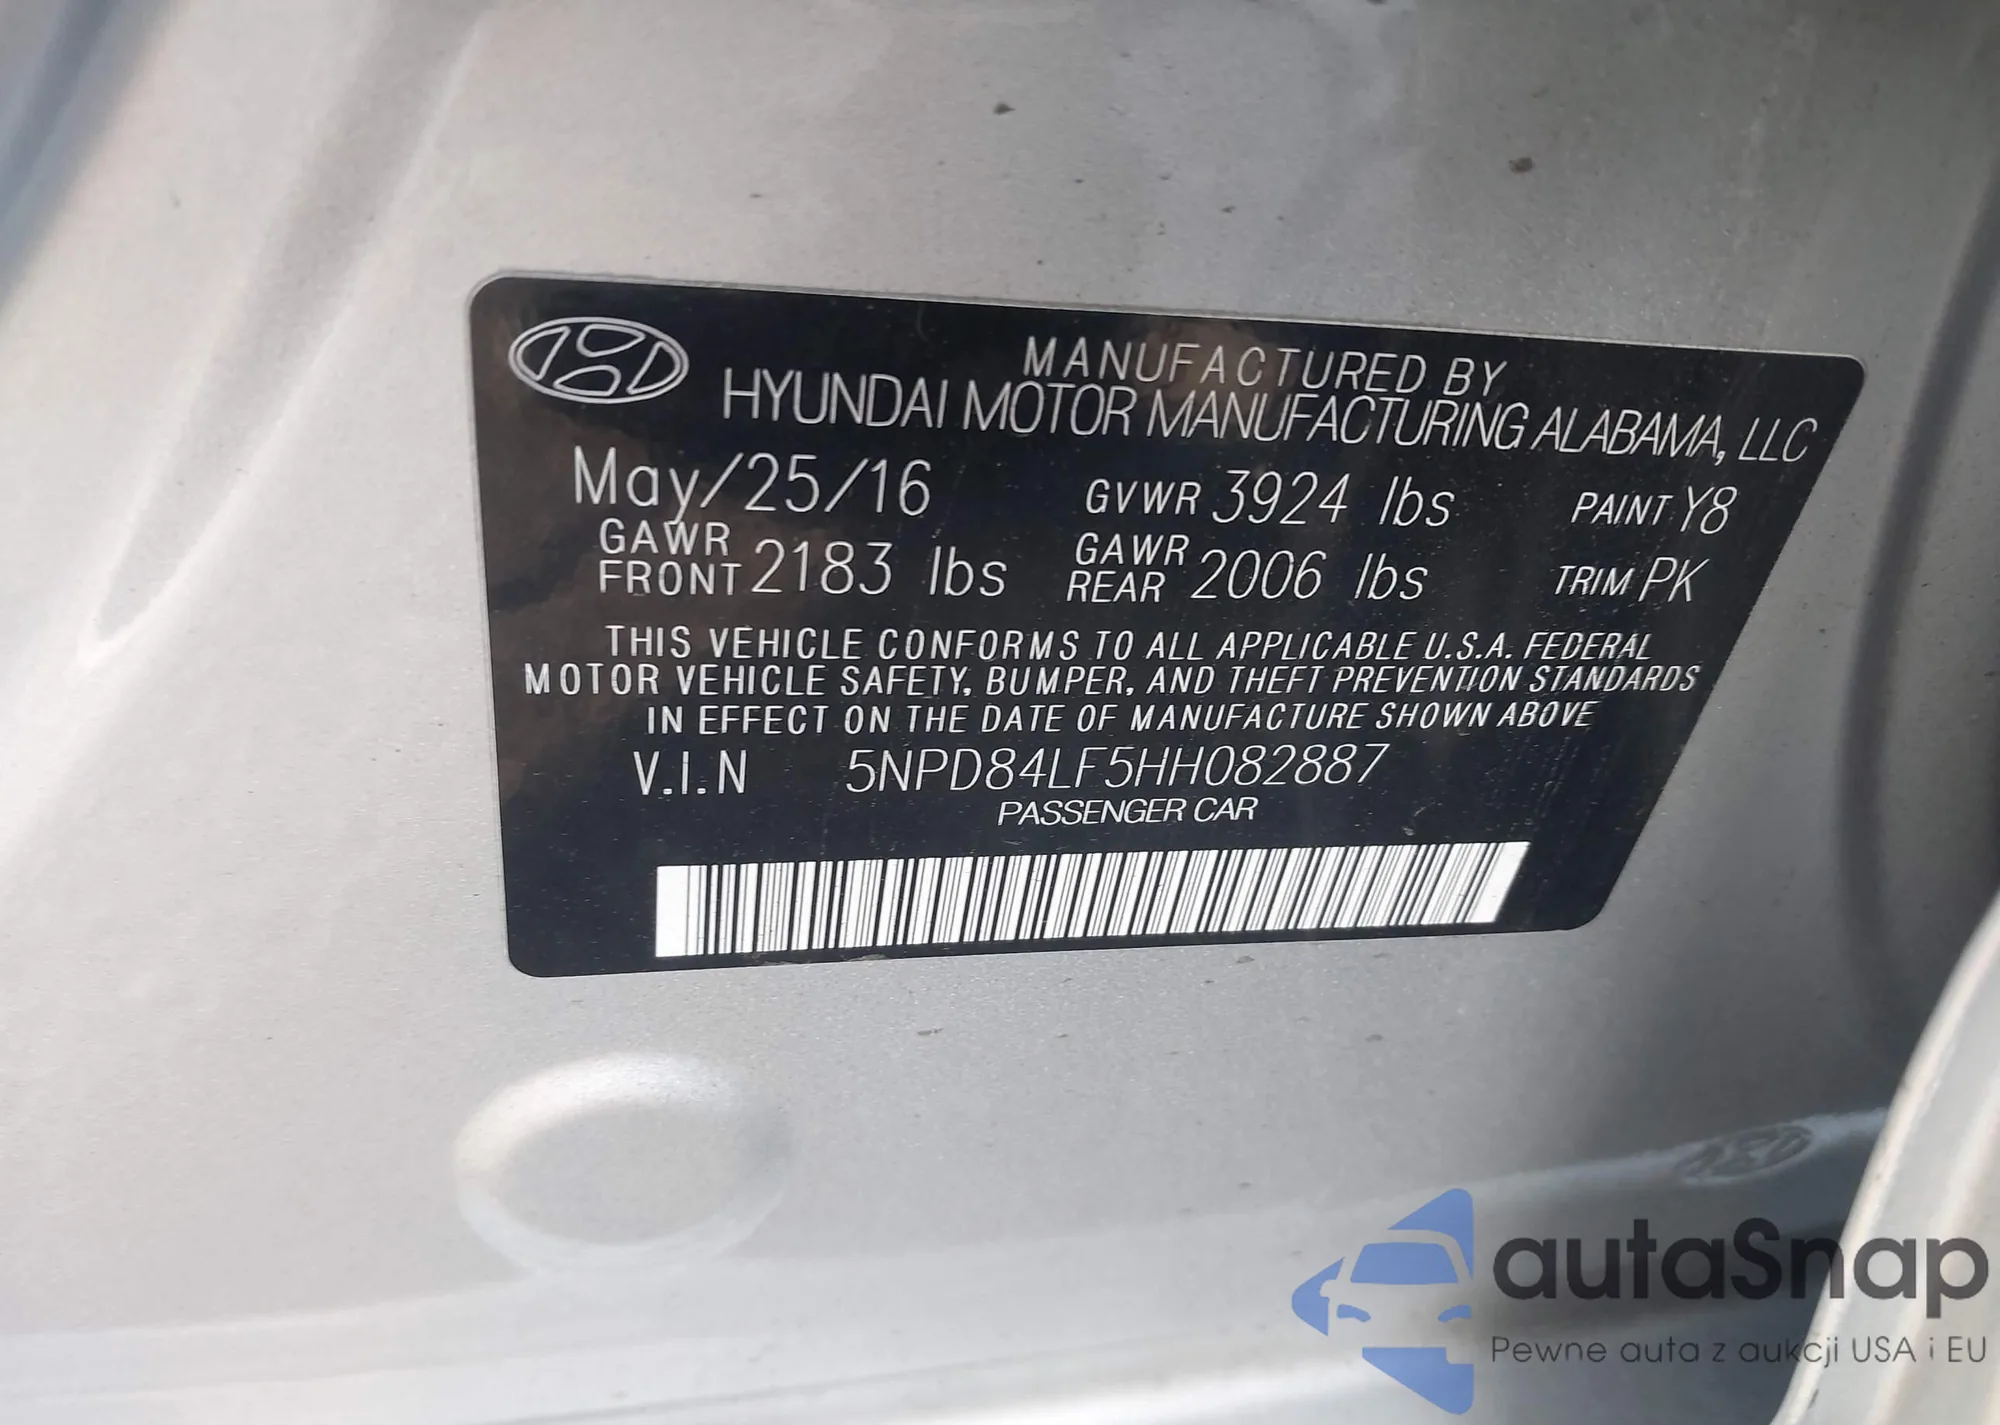 MANUFACTURED BY
HYUNDAI MOTOR MANUFACTURING ALABAMA, LLC
May/25/16 GVWR 3924 lbs PAINT Y8
GAWR FRONT 2183 lbs GAWR REAR 2006 lbs TRIM PK
THIS VEHICLE CONFORMS TO ALL APPLICABLE U.S.A. FEDERAL
MOTOR VEHICLE SAFETY, BUMPER, AND THEFT PREVENTION STANDARDS
IN EFFECT ON THE DATE OF MANUFACTURE SHOWN ABOVE
V.I.N 5NPD84LF5HH082887
PASSENGER CAR
autaSnap
Pewne auta z aukcji USA i EU